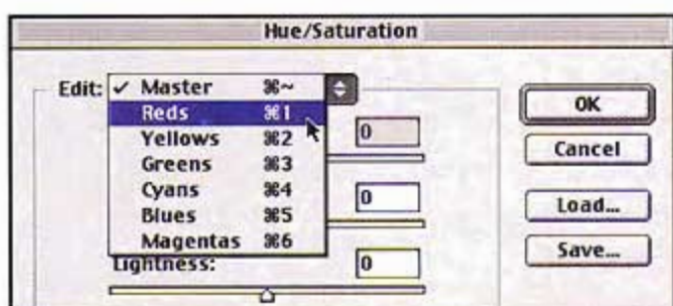 Hue/Saturation
Edit: ✓ Master ⌘~
Reds ⌘1
Yellows ⌘2
Greens ⌘3
Cyans ⌘4
Blues ⌘5
Magentas ⌘6
0
0
Lightness: 0
OK
Cancel
Load...
Save...